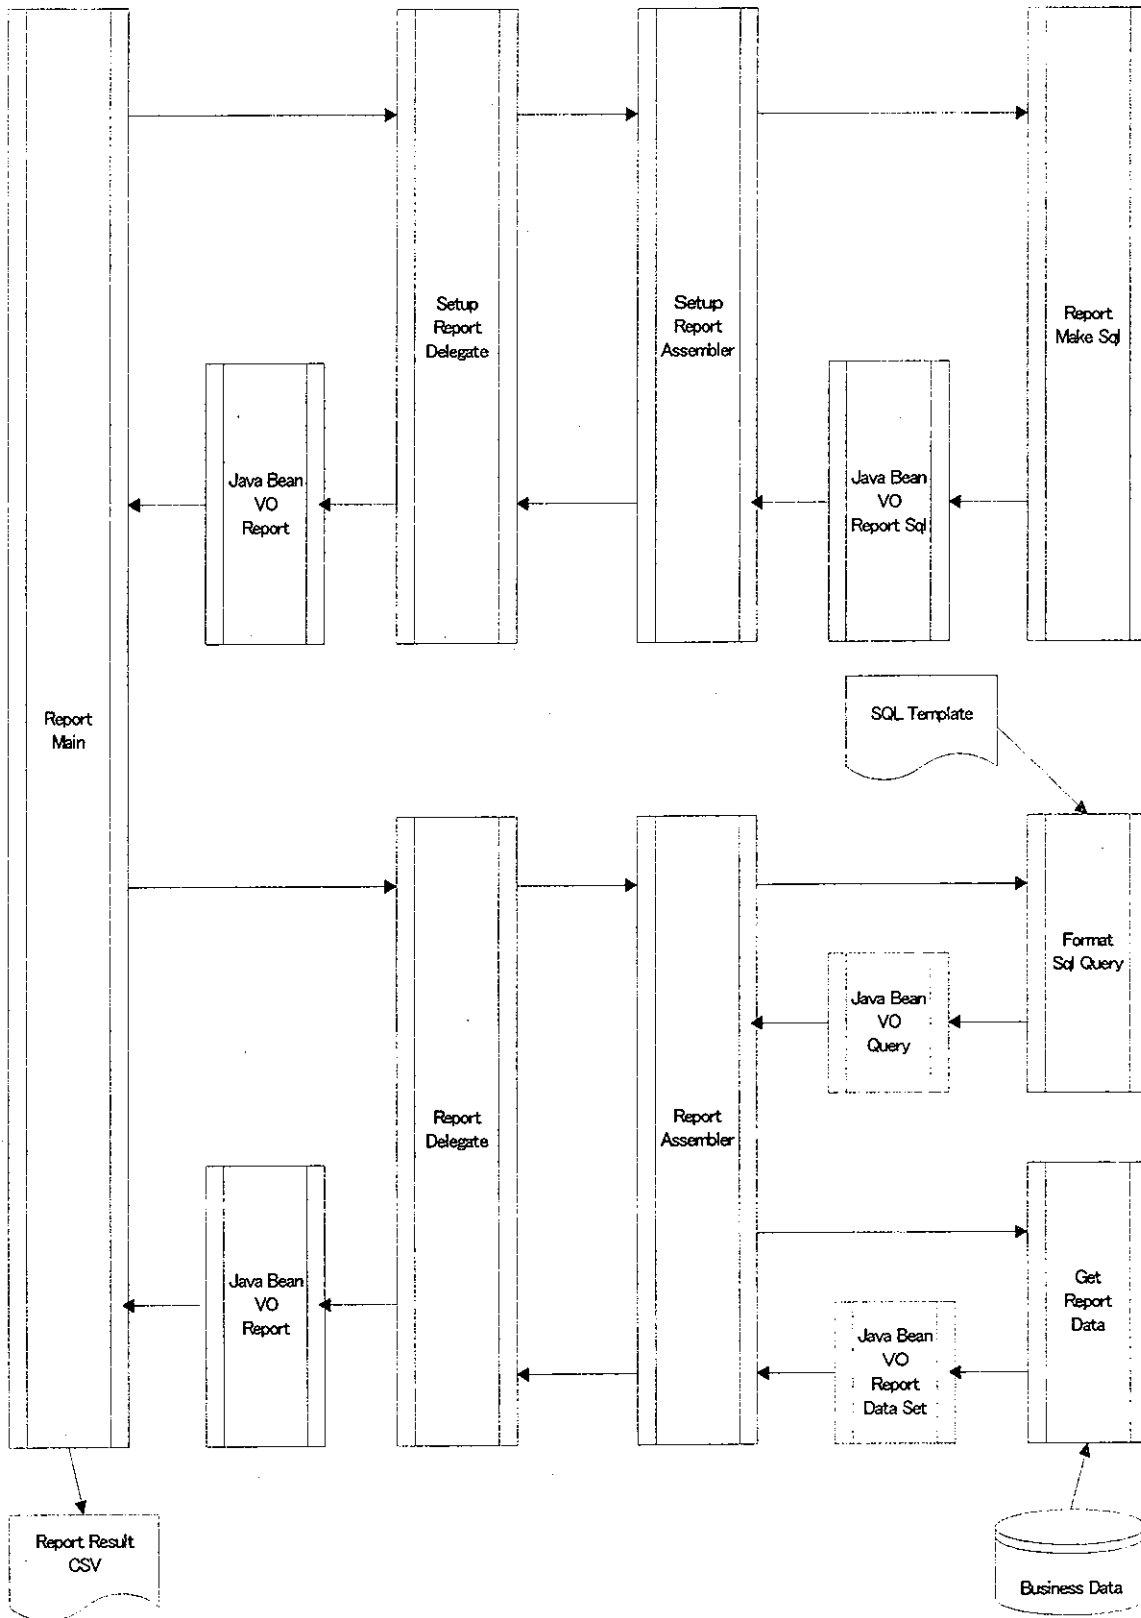 Setup
Report
Delegate
Setup
Report
Assembler
Report
Make Sql
Java Bean
VO
Report
Java Bean
VO
Report Sql
Report
Main
SQL Template
Format
Sql Query
Java Bean
VO
Query
Report
Delegate
Report
Assembler
Java Bean
VO
Report
Get
Report
Data
Java Bean
VO
Report
Data Set
Report Result
CSV
Business Data